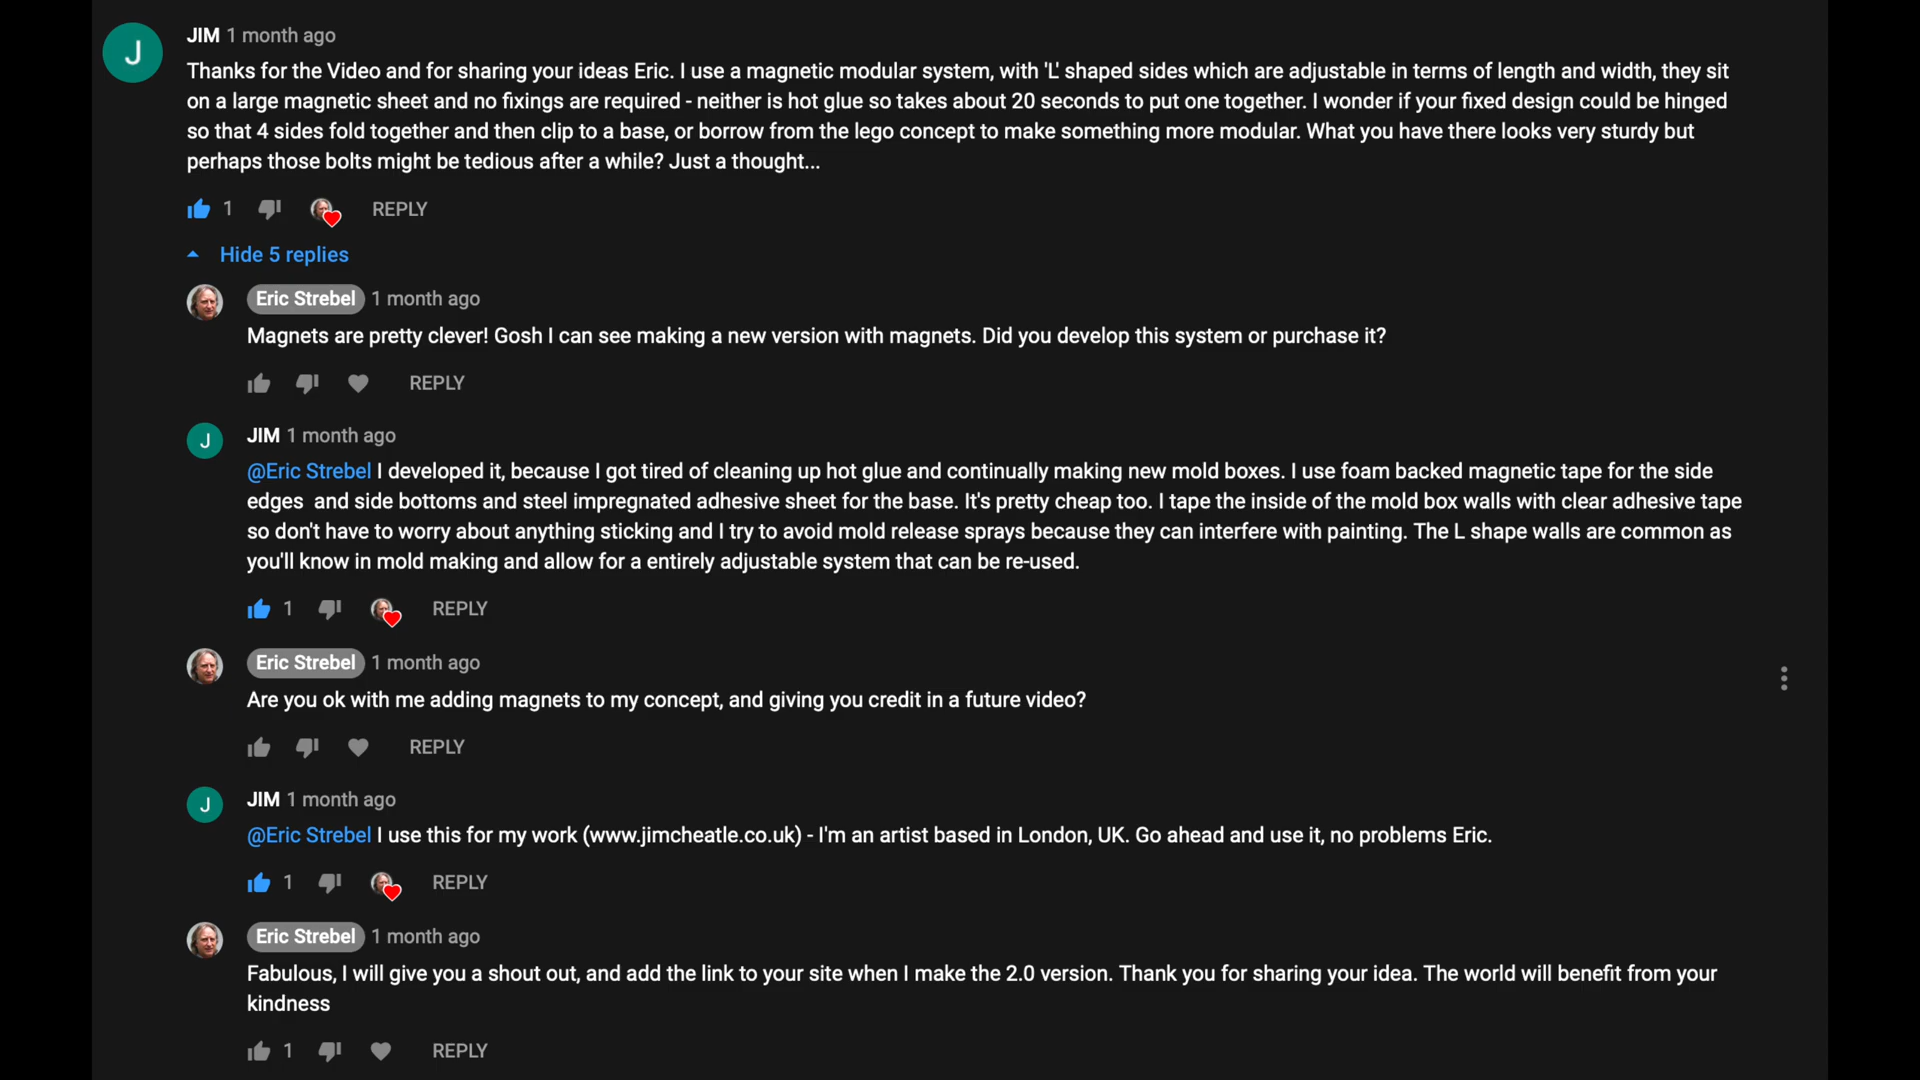 J
JIM 1 month ago
Thanks for the Video and for sharing your ideas Eric. I use a magnetic modular system, with 'L' shaped sides which are adjustable in terms of length and width, they sit
on a large magnetic sheet and no fixings are required - neither is hot glue so takes about 20 seconds to put one together. I wonder if your fixed design could be hinged
so that 4 sides fold together and then clip to a base, or borrow from the lego concept to make something more modular. What you have there looks very sturdy but
perhaps those bolts might be tedious after a while? Just a thought...
1 REPLY
Hide 5 replies
Eric Strebel 1 month ago
Magnets are pretty clever! Gosh I can see making a new version with magnets. Did you develop this system or purchase it?
REPLY
J
JIM 1 month ago
@Eric Strebel I developed it, because I got tired of cleaning up hot glue and continually making new mold boxes. I use foam backed magnetic tape for the side
edges  and side bottoms and steel impregnated adhesive sheet for the base. It's pretty cheap too. I tape the inside of the mold box walls with clear adhesive tape
so don't have to worry about anything sticking and I try to avoid mold release sprays because they can interfere with painting. The L shape walls are common as
you'll know in mold making and allow for a entirely adjustable system that can be re-used.
1 REPLY
Eric Strebel 1 month ago
Are you ok with me adding magnets to my concept, and giving you credit in a future video?
REPLY
J
JIM 1 month ago
@Eric Strebel I use this for my work (www.jimcheatle.co.uk) - I'm an artist based in London, UK. Go ahead and use it, no problems Eric.
1 REPLY
Eric Strebel 1 month ago
Fabulous, I will give you a shout out, and add the link to your site when I make the 2.0 version. Thank you for sharing your idea. The world will benefit from your
kindness
1 REPLY